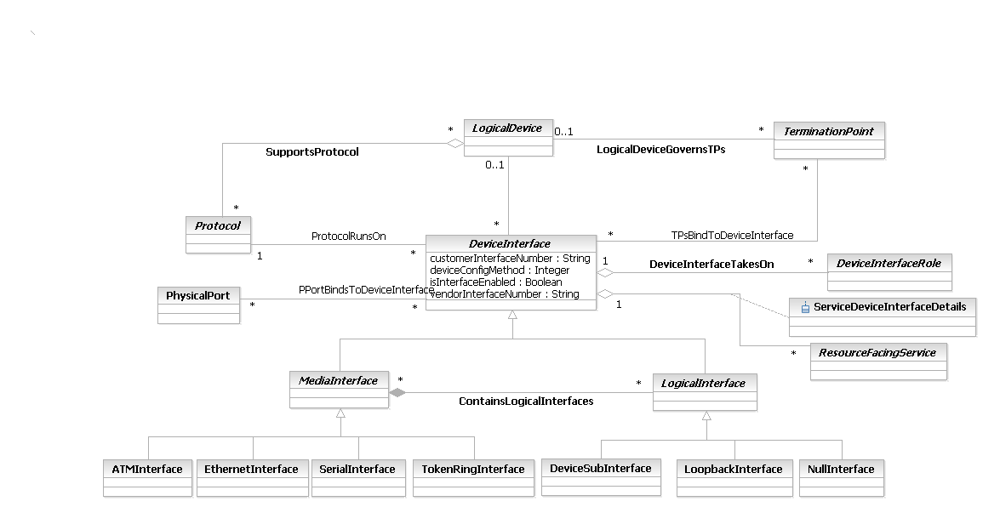 LogicalDevice
*
0..1
*
TerminationPoint
SupportsProtocol
LogicalDeviceGovernsTPs
0..1
*
*
*
Protocol
ProtocolRunsOn
*
TPsBindToDeviceInterface
1
*
DeviceInterface
customerInterfaceNumber : String
deviceConfigMethod : Integer
isInterfaceEnabled : Boolean
vendorInterfaceNumber : String
1
DeviceInterfaceTakesOn
*
DeviceInterfaceRole
PhysicalPort
*
PPortBindsToDeviceInterface
*
1
ServiceDeviceInterfaceDetails
*
ResourceFacingService
MediaInterface
*
ContainsLogicalInterfaces
*
LogicalInterface
ATMInterface
EthernetInterface
SerialInterface
TokenRingInterface
DeviceSubInterface
LoopbackInterface
NullInterface